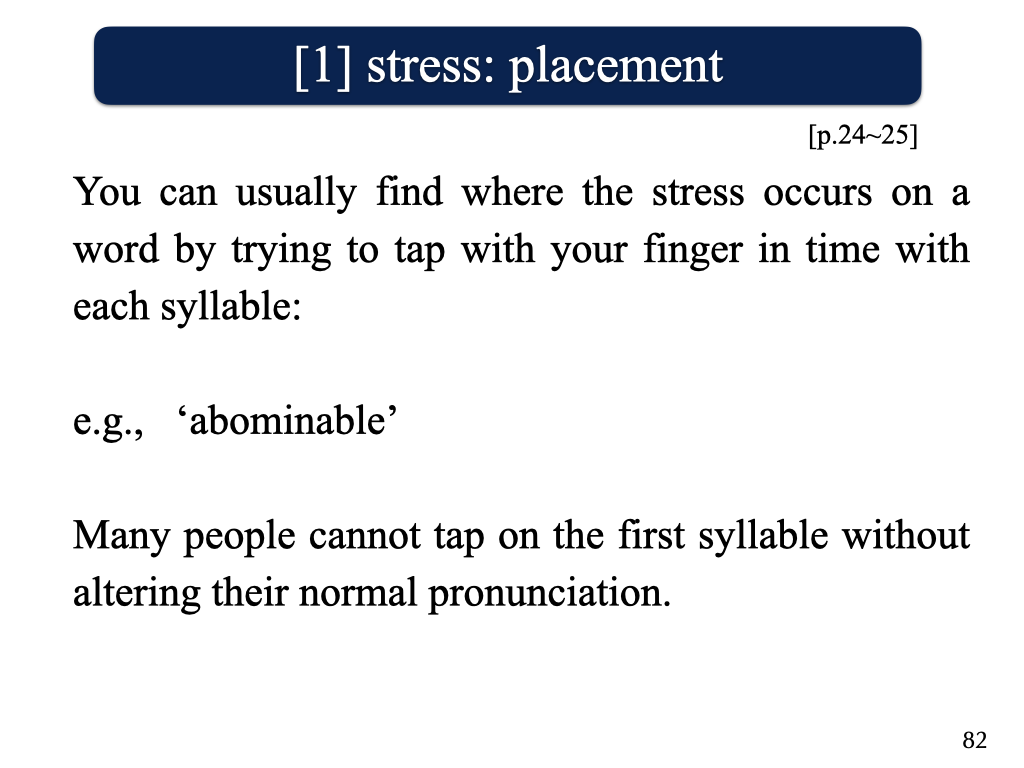 [1] stress: placement
[p.24~25]
You can usually find where the stress occurs on a
word by trying to tap with your finger in time with
each syllable:
e.g., ‘abominable’
Many people cannot tap on the first syllable without
altering their normal pronunciation.
82